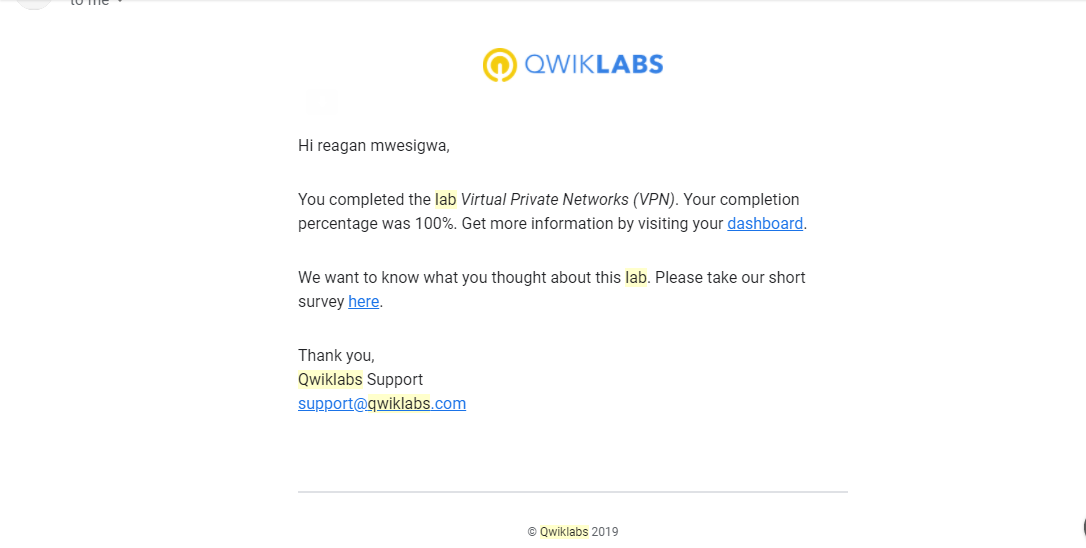 to me
QWIKLABS
Hi reagan mwesigwa,
You completed the lab Virtual Private Networks (VPN). Your completion
percentage was 100%. Get more information by visiting your dashboard.
We want to know what you thought about this lab. Please take our short
survey here.
Thank you,
Qwiklabs Support
support@qwiklabs.com
© Qwiklabs 2019